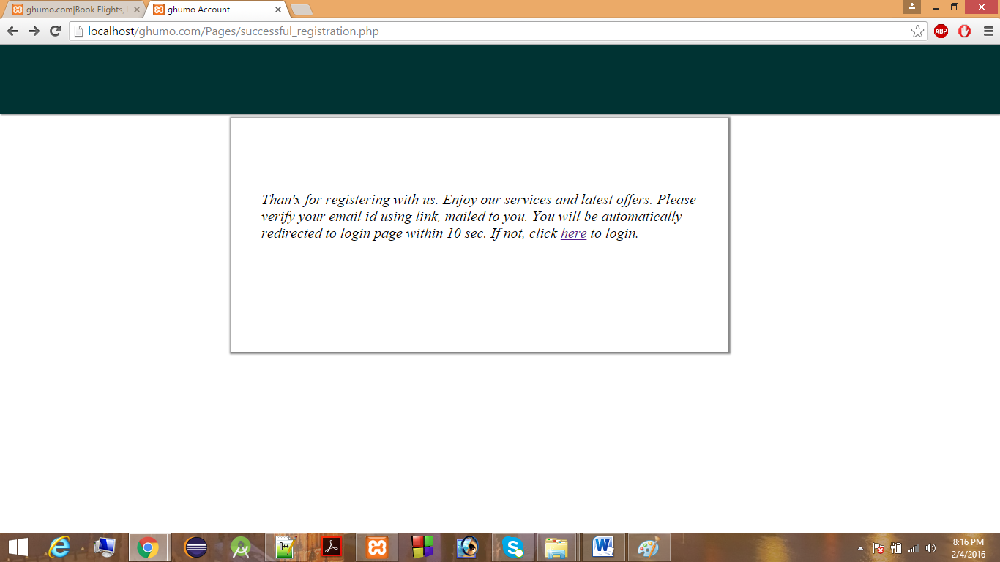 ghumo.com|Book Flights,
ghumo Account
localhost/ghumo.com/Pages/successful_registration.php
ABP
Than'x for registering with us. Enjoy our services and latest offers. Please
verify your email id using link, mailed to you. You will be automatically
redirected to login page within 10 sec. If not, click here to login.
8:16 PM
2/4/2016